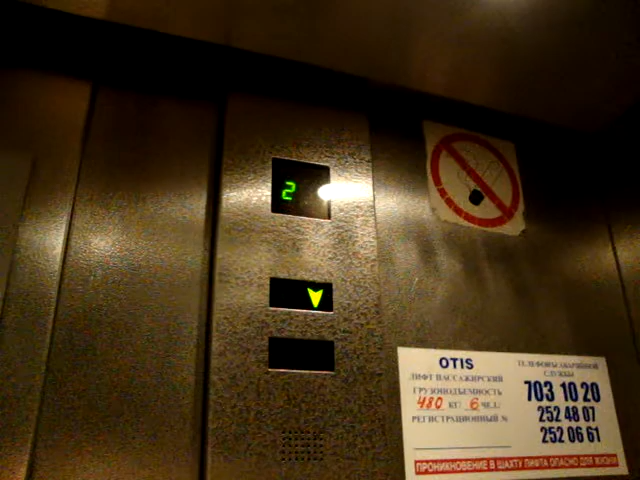 2
OTIS
ЛИФТ ПАССАЖИРСКИЙ
ГРУЗОПОДЪЕМНОСТЬ
480 КГ/ 6 ЧЕЛ/
РЕГИСТРАЦИОННЫЙ №
ТЕЛЕФОНЫ АВАРИЙНОЙ
СЛУЖБЫ
703 10 20
252 48 07
252 06 61
ПРОНИКНОВЕНИЕ В ШАХТУ ЛИФТА ОПАСНО ДЛЯ ЖИЗНИ